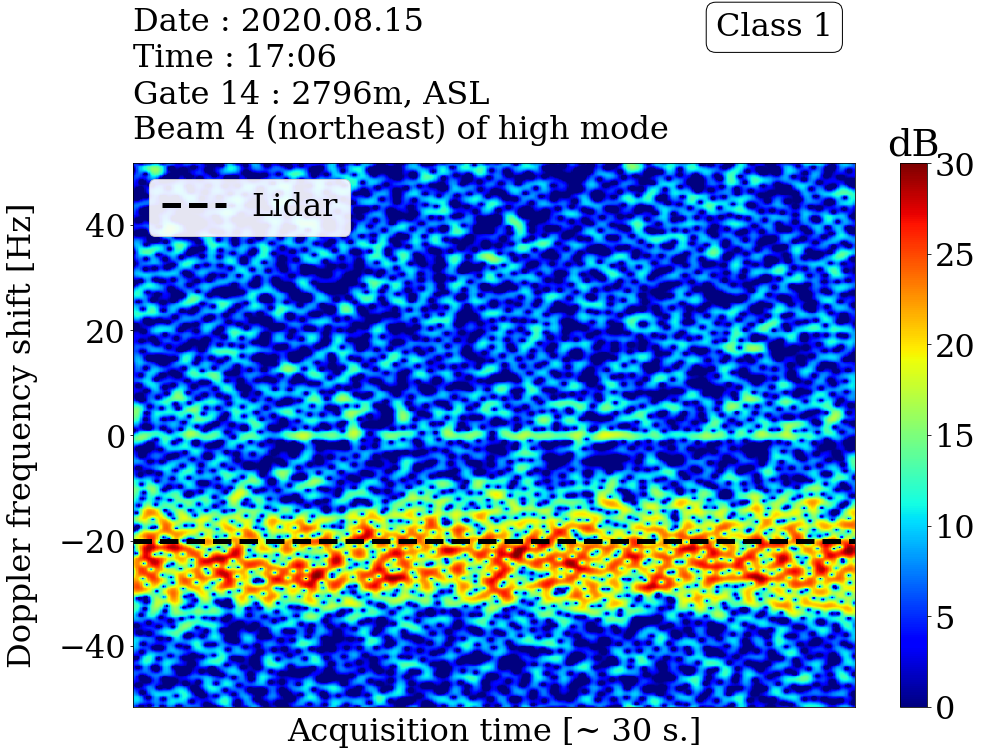 Date : 2020.08.15
Time : 17:06
Gate 14 : 2796m, ASL
Beam 4 (northeast) of high mode
Class 1
dB
Lidar
Doppler frequency shift [Hz]
40
20
0
−20
−40
30
25
20
15
10
5
0
Acquisition time [~ 30 s.]